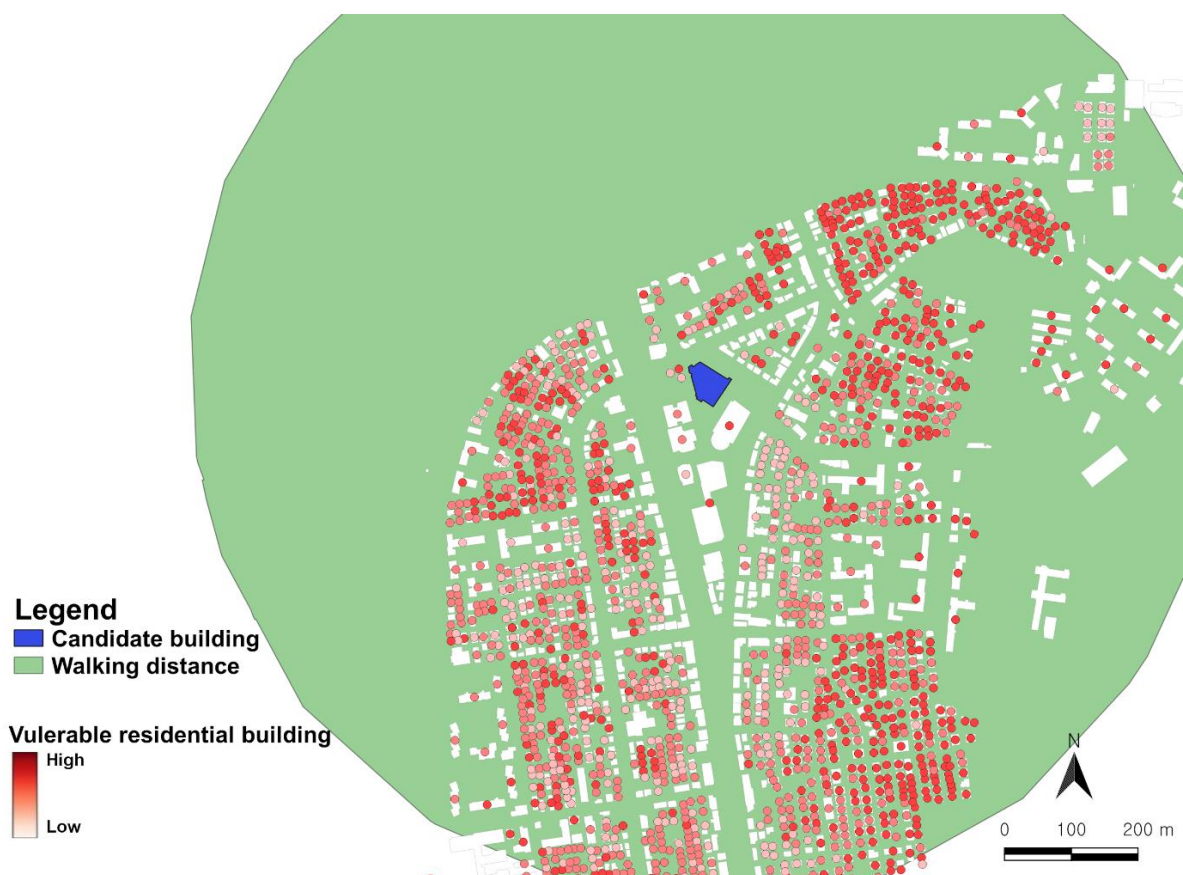 Legend
Candidate building
Walking distance
Vulerable residential building
High
Low
N
0 100 200 m